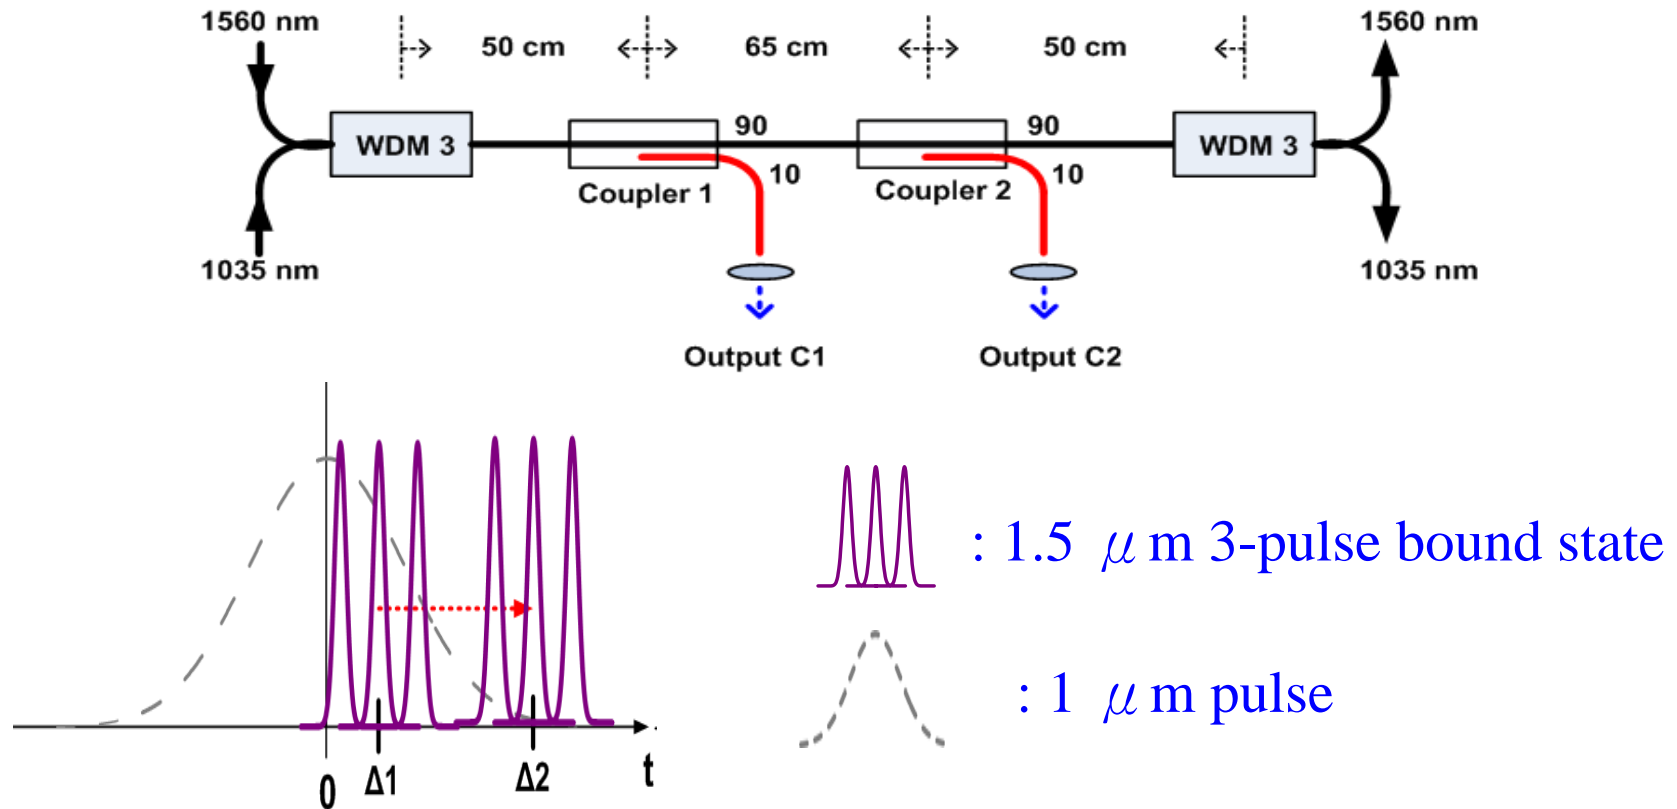 1560 nm
50 cm
65 cm
50 cm
1560 nm
WDM 3
90
90
WDM 3
10
10
Coupler 1
Coupler 2
1035 nm
1035 nm
Output C1
Output C2
: 1.5 μm 3-pulse bound state
: 1 μm pulse
0
Δ1
Δ2
t